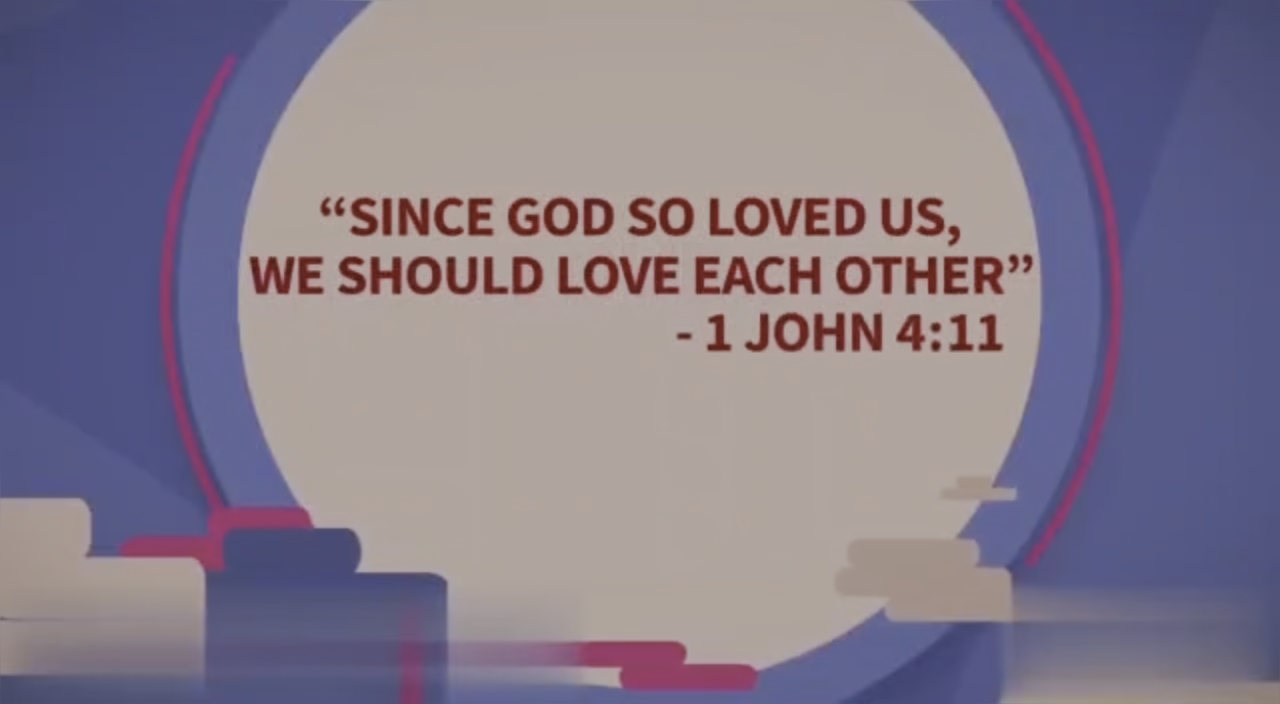 “SINCE GOD SO LOVED US,
WE SHOULD LOVE EACH OTHER”
- 1 JOHN 4:11